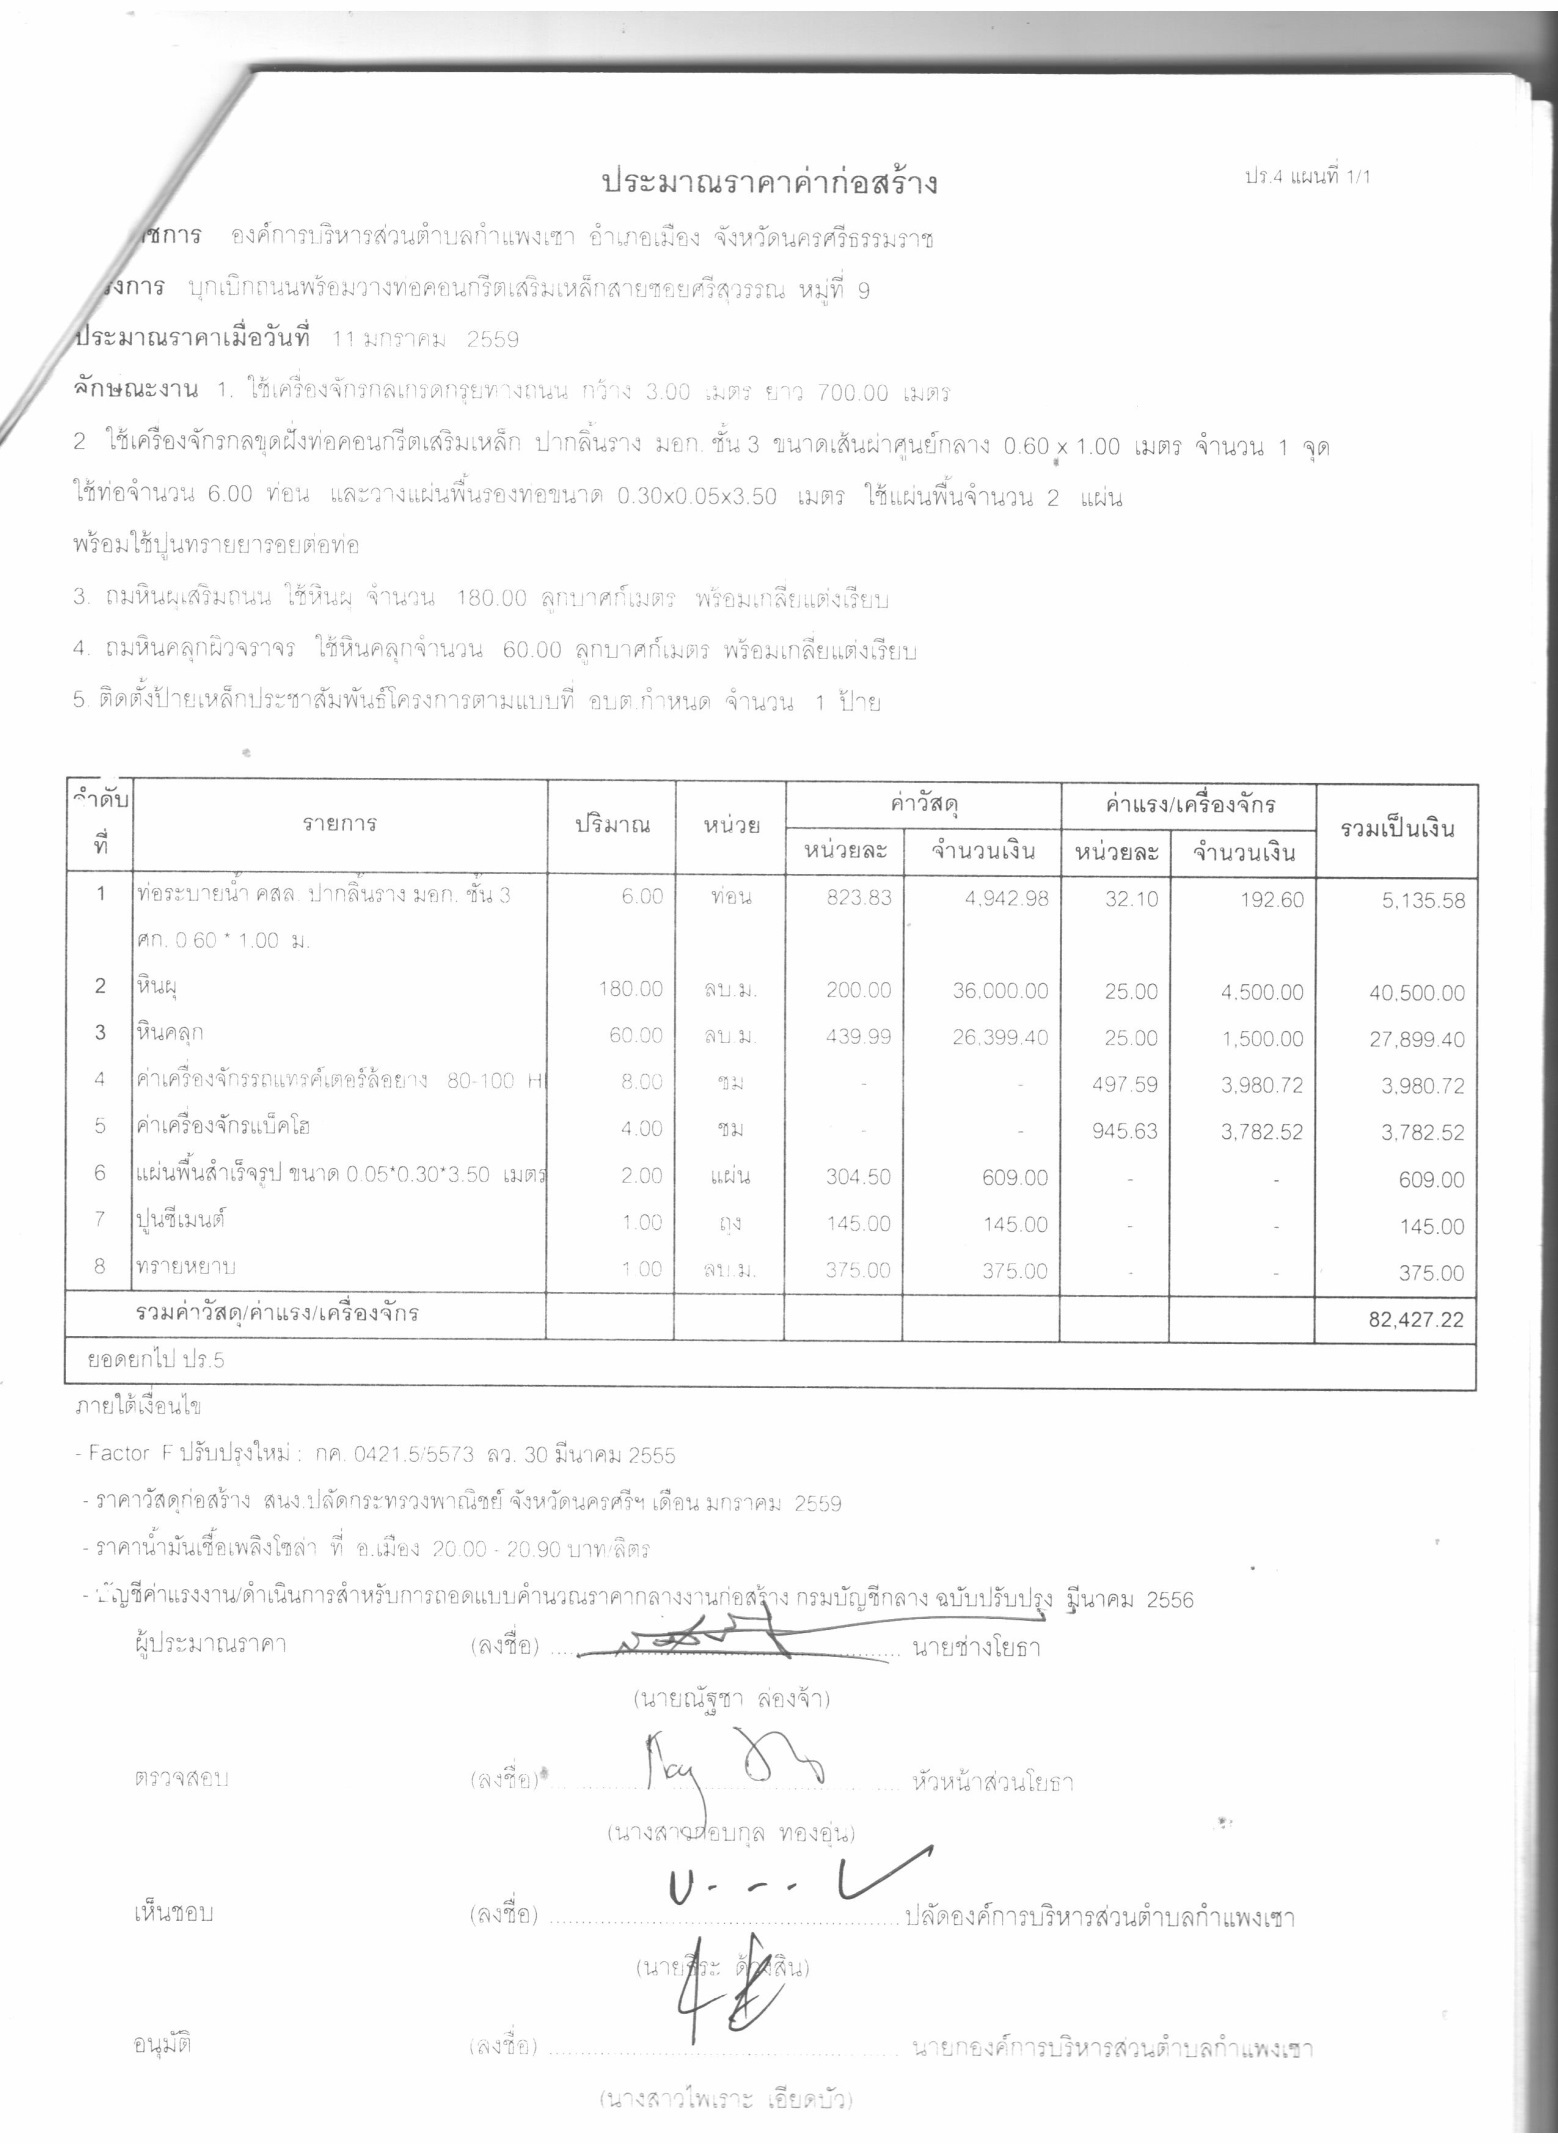 ประมาณราคาค่าก่อสร้าง
ปร.4 แผ่นที่ 1/1
องค์การบริหารส่วนตำบลกำแพงเซา อำเภอเมือง จังหวัดนครศรีธรรมราช
บุกเบิกถนนพร้อมวางท่อคอนกรีตเสริมเหล็กสายซอยศรีสุวรรณ หมู่ที่ 9
ประมาณราคาเมื่อวันที่ 11 มกราคม 2559
ลักษณะงาน 1. ใช้เครื่องจักรกลเกรดกรุยทางถนน กว้าง 3.00 เมตร ยาว 700.00 เมตร
2 ใช้เครื่องจักรกลขุดฝังท่อคอนกรีตเสริมเหล็ก ปากลิ้นราง มอก. ชั้น 3 ขนาดเส้นผ่าศูนย์กลาง 0.60 x 1.00 เมตร จำนวน 1 จุด
ใช้ท่อจำนวน 6.00 ท่อน และวางแผ่นพื้นรองท่อขนาด 0.30x0.05x3.50 เมตร ใช้แผ่นพื้นจำนวน 2 แผ่น
พร้อมใช้ปูนทรายยารอยต่อท่อ
3. ถมหินผุเสริมถนน ใช้หินผุ จำนวน 180.00 ลูกบาศก์เมตร พร้อมเกลี่ยแต่งเรียบ
4. ถมหินคลุกผิวจราจร ใช้หินคลุกจำนวน 60.00 ลูกบาศก์เมตร พร้อมเกลี่ยแต่งเรียบ
5. ติดตั้งป้ายเหล็กประชาสัมพันธ์โครงการตามแบบที่ อบต.กำหนด จำนวน 1 ป้าย
ลำดับที่ รายการ ปริมาณ หน่วย ค่าวัสดุ ค่าแรง/เครื่องจักร รวมเป็นเงิน
หน่วยละ จำนวนเงิน หน่วยละ จำนวนเงิน
1 ท่อระบายน้ำ คสล. ปากลิ้นราง มอก. ชั้น 3 6.00 ท่อน 823.83 4,942.98 32.10 192.60 5,135.58
ศก. 0.60 * 1.00 ม.
2 หินผุ 180.00 ลบ.ม. 200.00 36,000.00 25.00 4,500.00 40,500.00
3 หินคลุก 60.00 ลบ.ม. 439.99 26,399.40 25.00 1,500.00 27,899.40
4 ค่าเครื่องจักรรถแทรคเตอร์ล้อยาง 80-100 H 8.00 ชม - - 497.59 3,980.72 3,980.72
5 ค่าเครื่องจักรแบ็คโฮ 4.00 ชม - - 945.63 3,782.52 3,782.52
6 แผ่นพื้นสำเร็จรูป ขนาด 0.05*0.30*3.50 เมตร 2.00 แผ่น 304.50 609.00 - - 609.00
7 ปูนซีเมนต์ 1.00 ถุง 145.00 145.00 - - 145.00
8 ทรายหยาบ 1.00 ลบ.ม. 375.00 375.00 - - 375.00
รวมค่าวัสดุ/ค่าแรง/เครื่องจักร 82,427.22
ยอดยกไป ปร.5
ภายใต้เงื่อนไข
- Factor F ปรับปรุงใหม่ : กค. 0421.5/5573 ลว. 30 มีนาคม 2555
- ราคาวัสดุก่อสร้าง สนง.ปลัดกระทรวงพาณิชย์ จังหวัดนครศรีฯ เดือน มกราคม 2559
- ราคาน้ำมันเชื้อเพลิงโซล่า ที่ อ.เมือง 20.00 - 20.90 บาท/ลิตร
- บัญชีค่าแรงงาน/ดำเนินการสำหรับการถอดแบบคำนวณราคากลางงานก่อสร้าง กรมบัญชีกลาง ฉบับปรับปรุง มีนาคม 2556
ผู้ประมาณราคา (ลงชื่อ) นายช่างโยธา
(นายณัฐชา ล่องจ้า)
ตรวจสอบ (ลงชื่อ) หัวหน้าส่วนโยธา
ทองอุ่น)
เห็นชอบ (ลงชื่อ) ปลัดองค์การบริหารส่วนตำบลกำแพงเซา
อนุมัติ (ลงชื่อ) นายกองค์การบริหารส่วนตำบลกำแพงเซา
(นางสาวไพเราะ เอียดบัว)